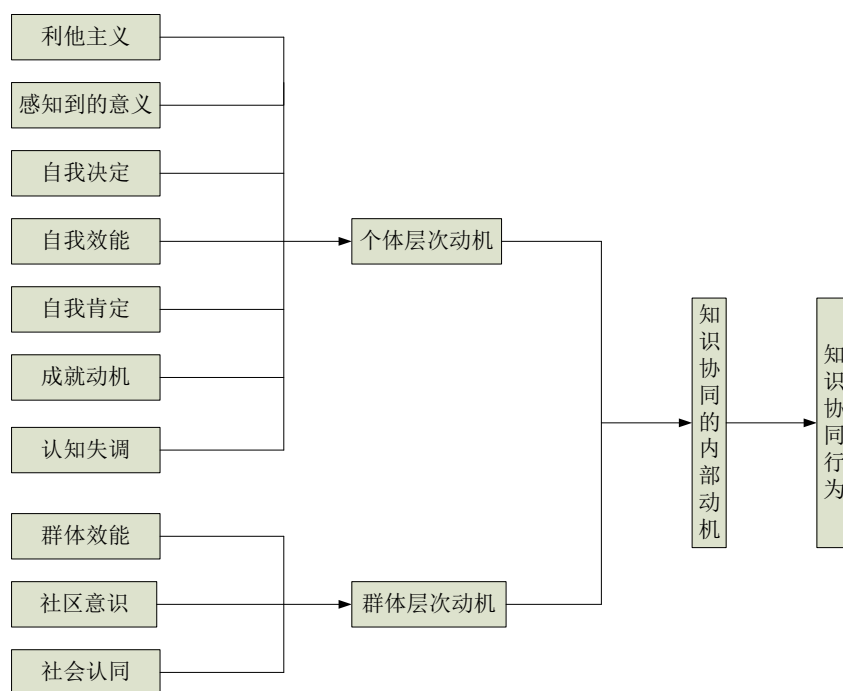 利他主义
感知到的意义
自我决定
自我效能
自我肯定
成就动机
认知失调
群体效能
社区意识
社会认同
个体层次动机
群体层次动机
知识协同的内部动机
知识协同行为